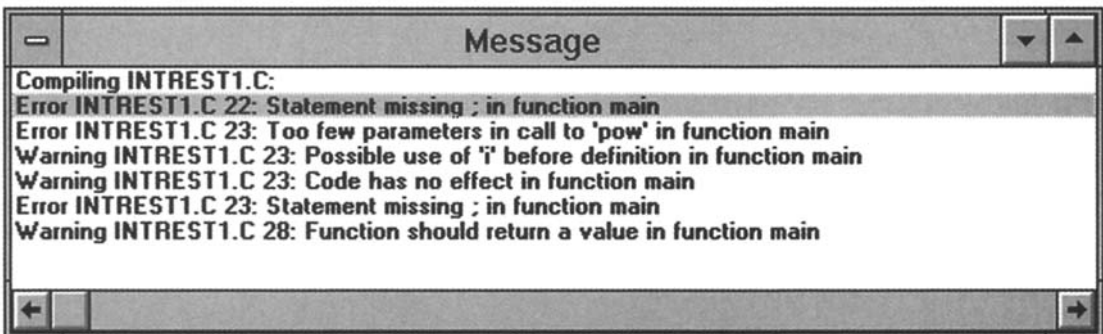 Message
Compiling INTREST1.C:
Error INTREST1.C 22: Statement missing ; in function main
Error INTREST1.C 23: Too few parameters in call to 'pow' in function main
Warning INTREST1.C 23: Possible use of 'i' before definition in function main
Warning INTREST1.C 23: Code has no effect in function main
Error INTREST1.C 23: Statement missing ; in function main
Warning INTREST1.C 28: Function should return a value in function main